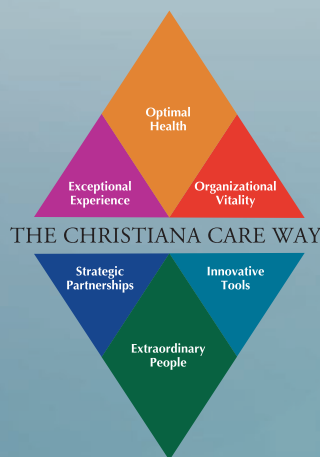 Optimal
Health
Exceptional
Experience
Organizational
Vitality
THE CHRISTIANA CARE WAY
Strategic
Partnerships
Innovative
Tools
Extraordinary
People